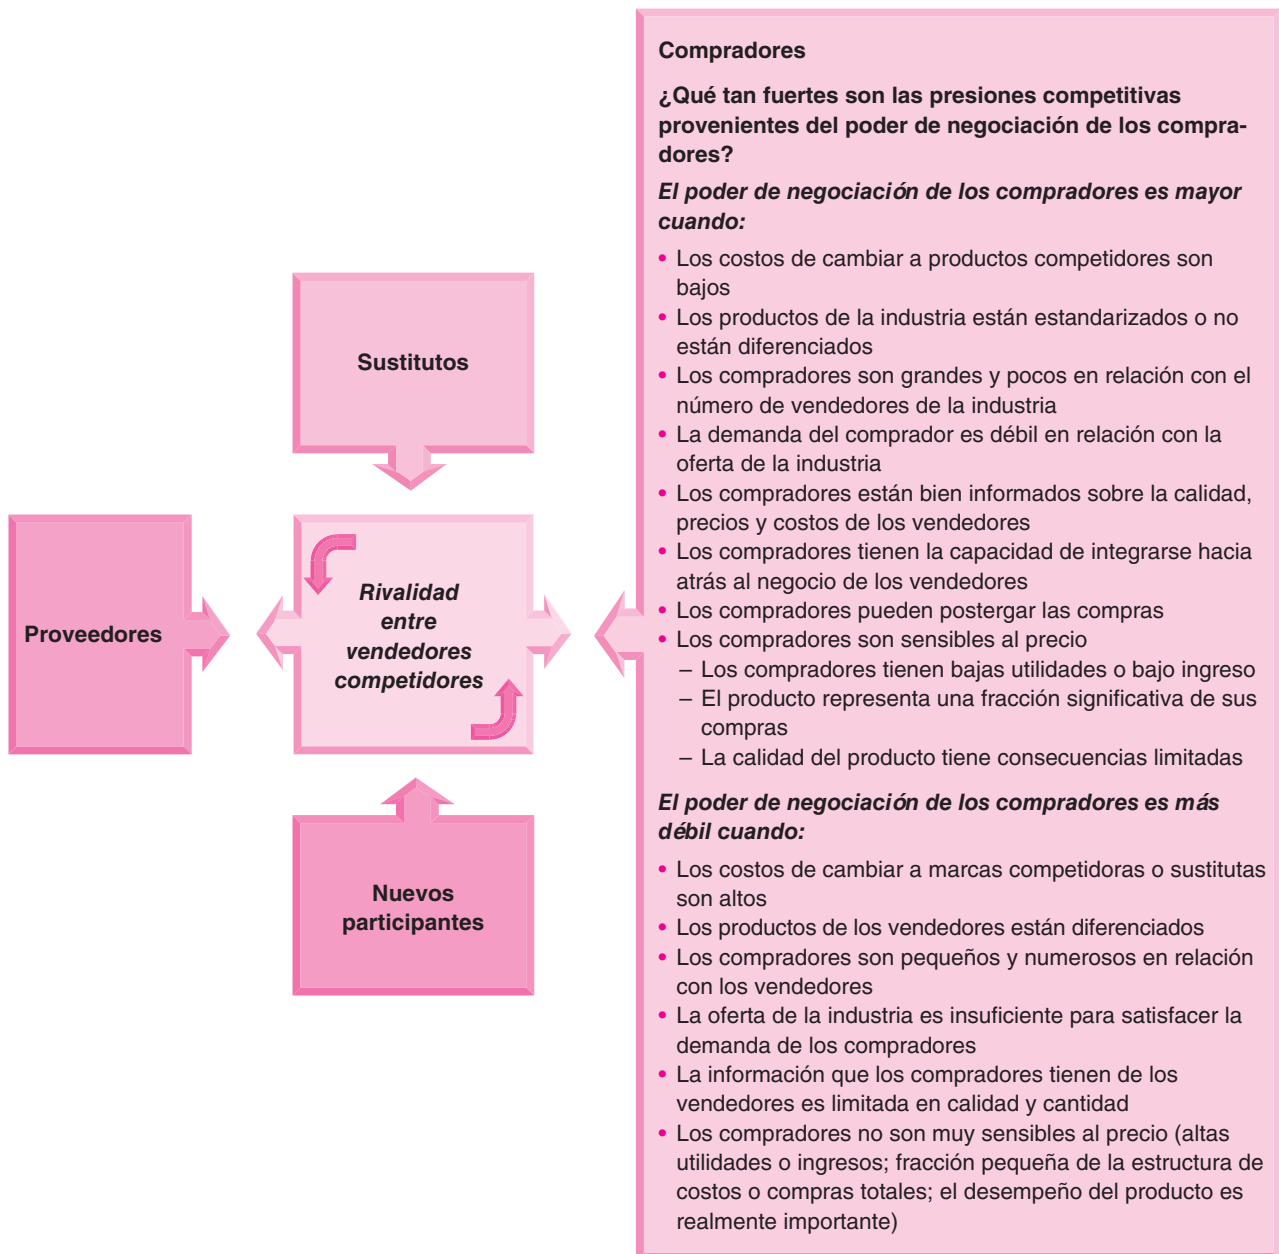 Compradores
¿Qué tan fuertes son las presiones competitivas
provenientes del poder de negociación de los compra-
dores?
El poder de negociación de los compradores es mayor
cuando:
• Los costos de cambiar a productos competidores son
bajos
• Los productos de la industria están estandarizados o no
están diferenciados
• Los compradores son grandes y pocos en relación con el
número de vendedores de la industria
• La demanda del comprador es débil en relación con la
oferta de la industria
• Los compradores están bien informados sobre la calidad,
precios y costos de los vendedores
• Los compradores tienen la capacidad de integrarse hacia
atrás al negocio de los vendedores
• Los compradores pueden postergar las compras
• Los compradores son sensibles al precio
– Los compradores tienen bajas utilidades o bajo ingreso
– El producto representa una fracción significativa de sus
compras
– La calidad del producto tiene consecuencias limitadas
El poder de negociación de los compradores es más
débil cuando:
• Los costos de cambiar a marcas competidoras o sustitutas
son altos
• Los productos de los vendedores están diferenciados
• Los compradores son pequeños y numerosos en relación
con los vendedores
• La oferta de la industria es insuficiente para satisfacer la
demanda de los compradores
• La información que los compradores tienen de los
vendedores es limitada en calidad y cantidad
• Los compradores no son muy sensibles al precio (altas
utilidades o ingresos; fracción pequeña de la estructura de
costos o compras totales; el desempeño del producto es
realmente importante)
Sustitutos
Proveedores
Rivalidad
entre
vendedores
competidores
Nuevos
participantes